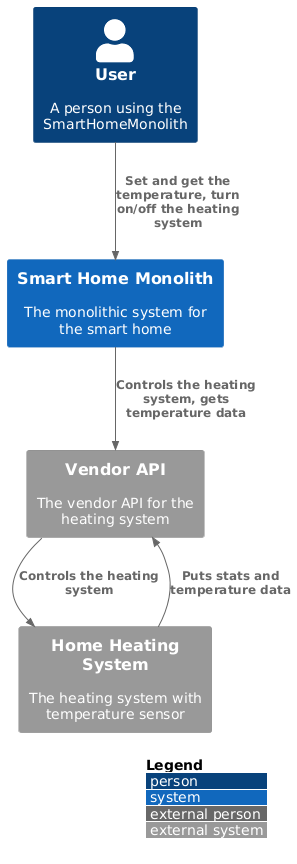 User
A person using the
SmartHomeMonolith
Set and get the
temperature, turn
on/off the heating
system
Smart Home Monolith
The monolithic system for
the smart home
Controls the heating
system, gets
temperature data
Vendor API
The vendor API for the
heating system
Controls the heating
system
Puts stats and
temperature data
Home Heating
System
The heating system with
temperature sensor
Legend
person
system
external person
external system